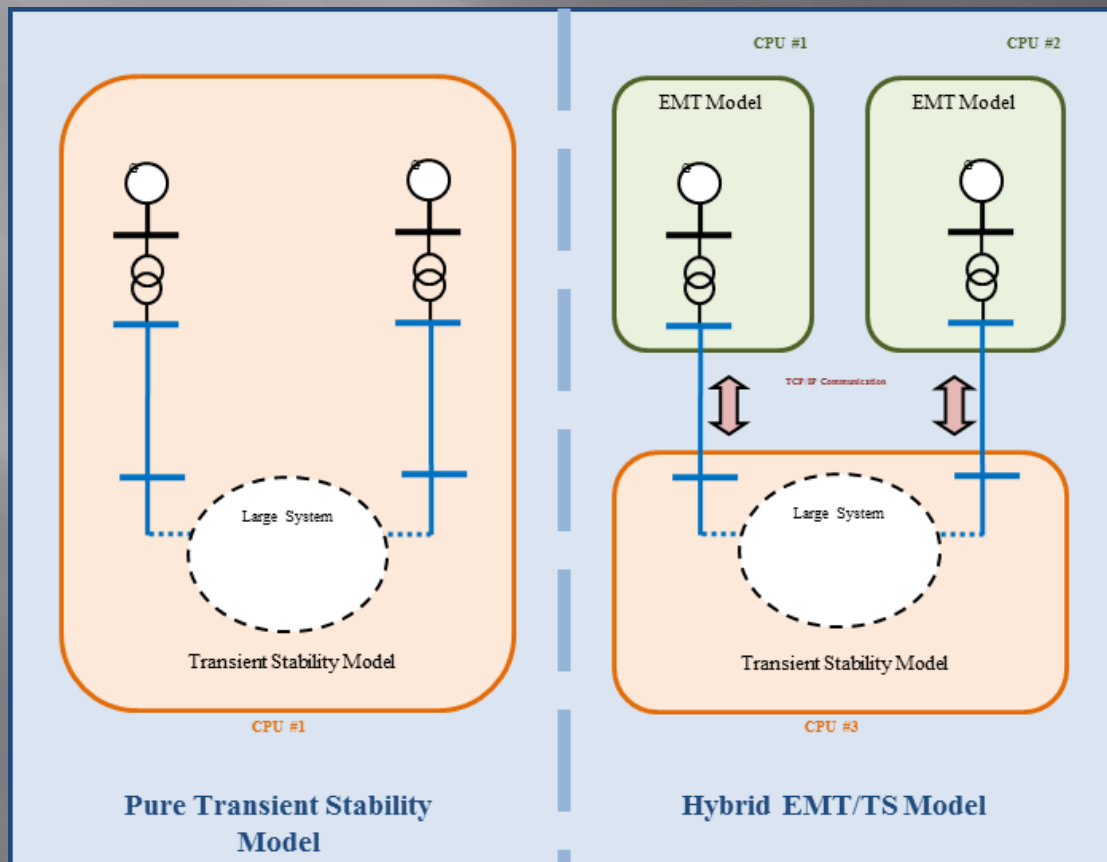 CPU #1
CPU #2
EMT Model
EMT Model
G
G
G
G
TCP/IP Communication
Large System
Large System
Transient Stability Model
Transient Stability Model
CPU #1
CPU #3
Pure Transient Stability
Model
Hybrid EMT/TS Model